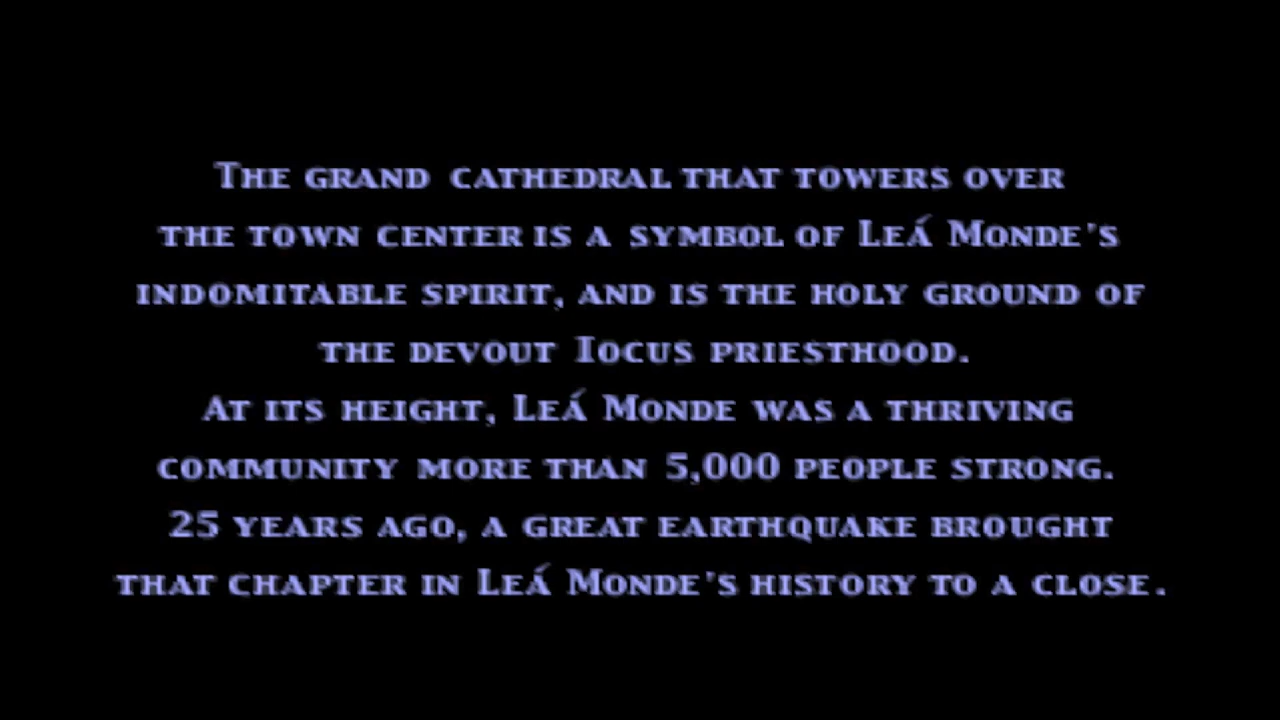 The grand cathedral that towers over
the town center is a symbol of Leá Monde's
indomitable spirit, and is the holy ground of
the devout Iocus priesthood.
At its height, Leá Monde was a thriving
community more than 5,000 people strong.
25 years ago, a great earthquake brought
that chapter in Leá Monde's history to a close.